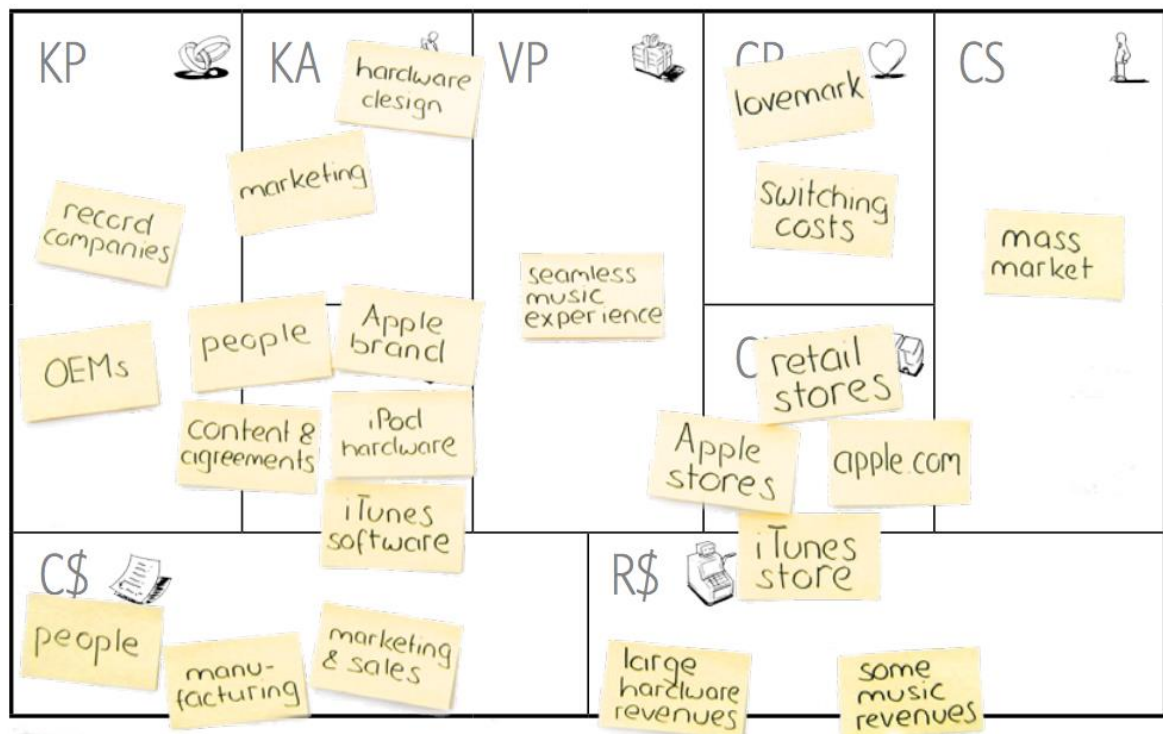 KP
record
companies
OEMs
KA
hardware
design
marketing
people
Apple
brand
content &
agreements
iPod
hardware
iTunes
software
VP
seamless
music
experience
CR
lovemark
switching
costs
retail
stores
Apple
stores
apple.com
iTunes
store
CS
mass
market
C$
people
manu-
facturing
marketing
& sales
R$
large
hardware
revenues
some
music
revenues